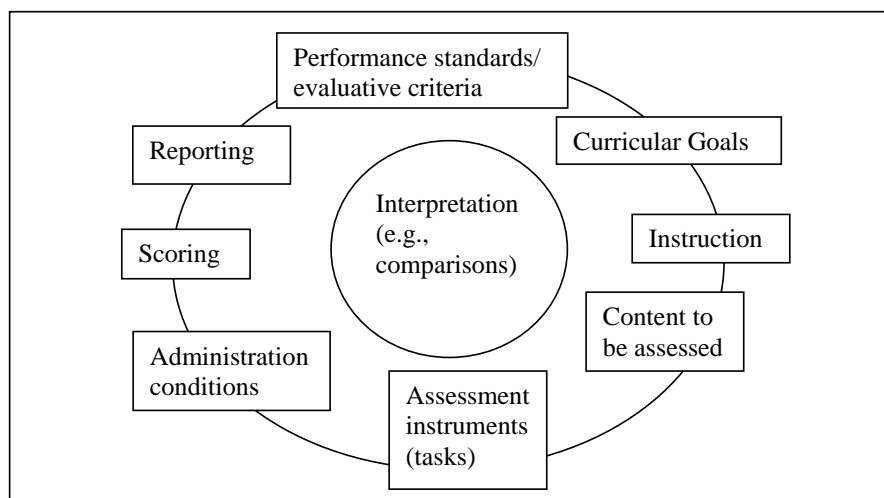 Performance standards/
evaluative criteria
Curricular Goals
Instruction
Content to
be assessed
Assessment
instruments
(tasks)
Administration
conditions
Scoring
Reporting
Interpretation
(e.g.,
comparisons)